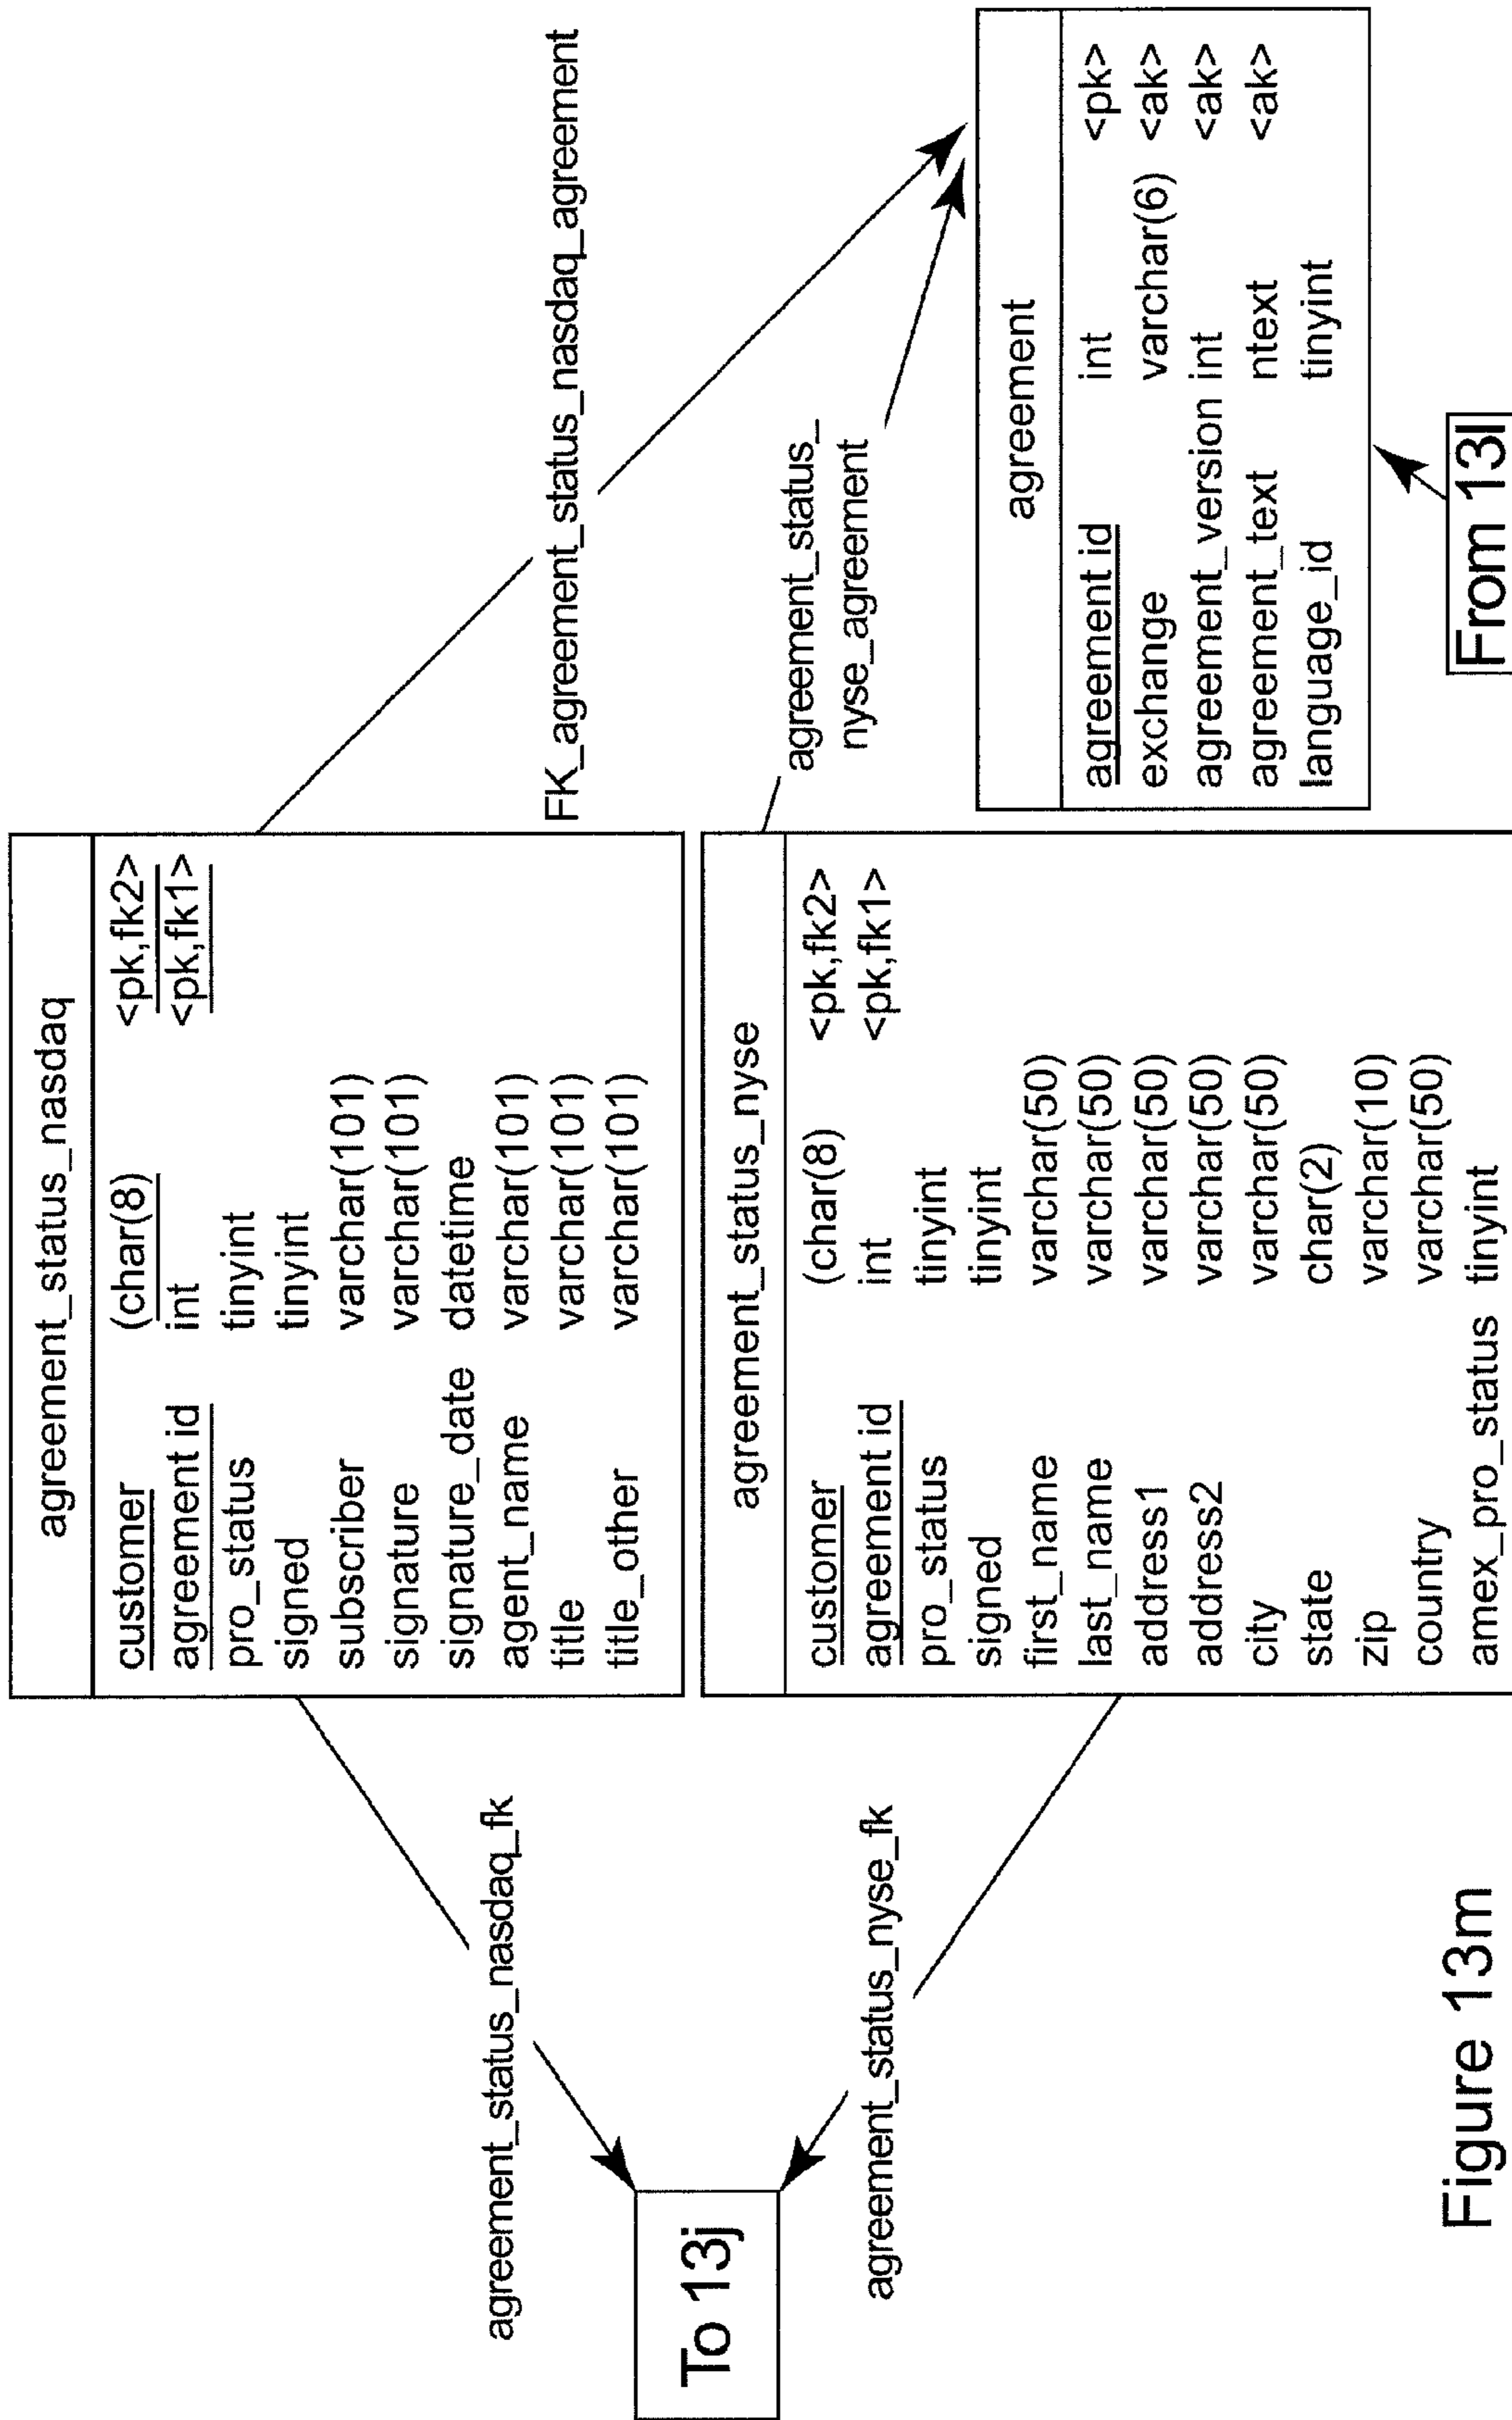 agreement_status_nasdaq
customer (char(8) <pk,fk2>
agreement id int <pk,fk1>
pro_status tinyint
signed tinyint
subscriber varchar(101)
signature varchar(101)
signature_date datetime
agent_name varchar(101)
title varchar(101)
title_other varchar(101)
agreement_status_nasdaq_fk
FK_agreement_status_nasdaq_agreement
To 13j
agreement_status_nyse_fk
agreement_status_
nyse_agreement
agreement_status_nyse
customer (char(8) <pk,fk2>
agreement id int <pk,fk1>
pro_status tinyint
signed tinyint
first_name varchar(50)
last_name varchar(50)
address1 varchar(50)
address2 varchar(50)
city varchar(50)
state char(2)
zip varchar(10)
country varchar(50)
amex_pro_status tinyint
agreement
agreement id int <pk>
exchange varchar(6) <ak>
agreement_version int <ak>
agreement_text ntext <ak>
language_id tinyint
From 13l
Figure 13m